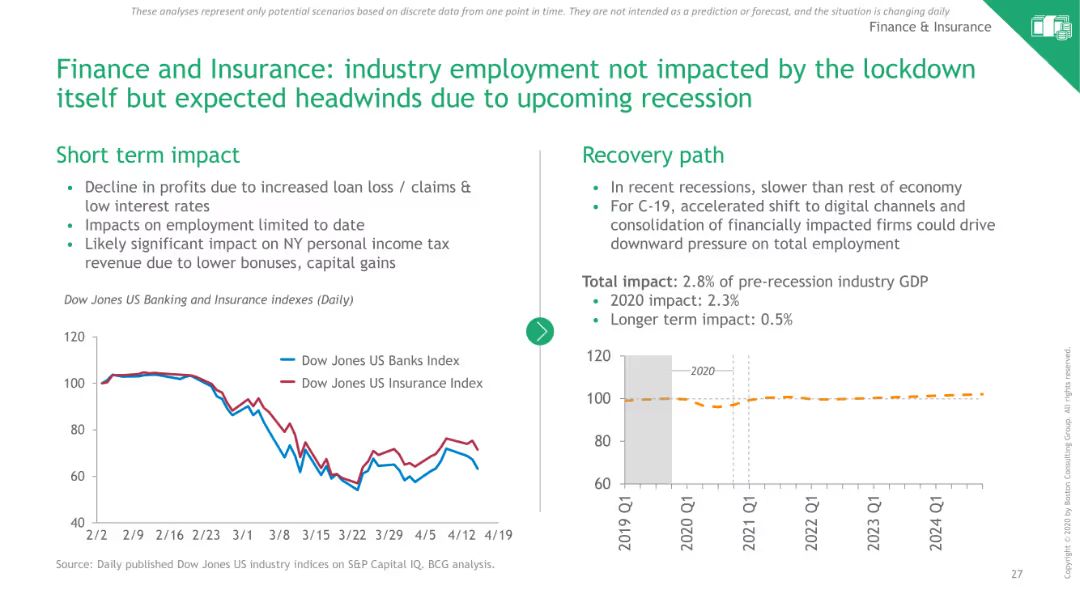 These analyses represent only potential scenarios based on discrete data from one point in time. They are not intended as a prediction or forecast, and the situation is changing daily
Finance & Insurance
Finance and Insurance: industry employment not impacted by the lockdown
itself but expected headwinds due to upcoming recession
Short term impact
• Decline in profits due to increased loan loss / claims &
low interest rates
• Impacts on employment limited to date
• Likely significant impact on NY personal income tax
revenue due to lower bonuses, capital gains
Dow Jones US Banking and Insurance indexes (Daily)
120
100
80
60
40
Dow Jones US Banks Index
Dow Jones US Insurance Index
2/2 2/9 2/16 2/23 3/1 3/8 3/15 3/22 3/29 4/5 4/12 4/19
Recovery path
• In recent recessions, slower than rest of economy
• For C-19, accelerated shift to digital channels and
consolidation of financially impacted firms could drive
downward pressure on total employment
Total impact: 2.8% of pre-recession industry GDP
• 2020 impact: 2.3%
• Longer term impact: 0.5%
120
100
80
60
2020
2019 Q1
2020 Q1
2021 Q1
2022 Q1
2023 Q1
2024 Q1
Source: Daily published Dow Jones US industry indices on S&P Capital IQ. BCG analysis.
27
Copyright © 2020 by Boston Consulting Group. All rights reserved.